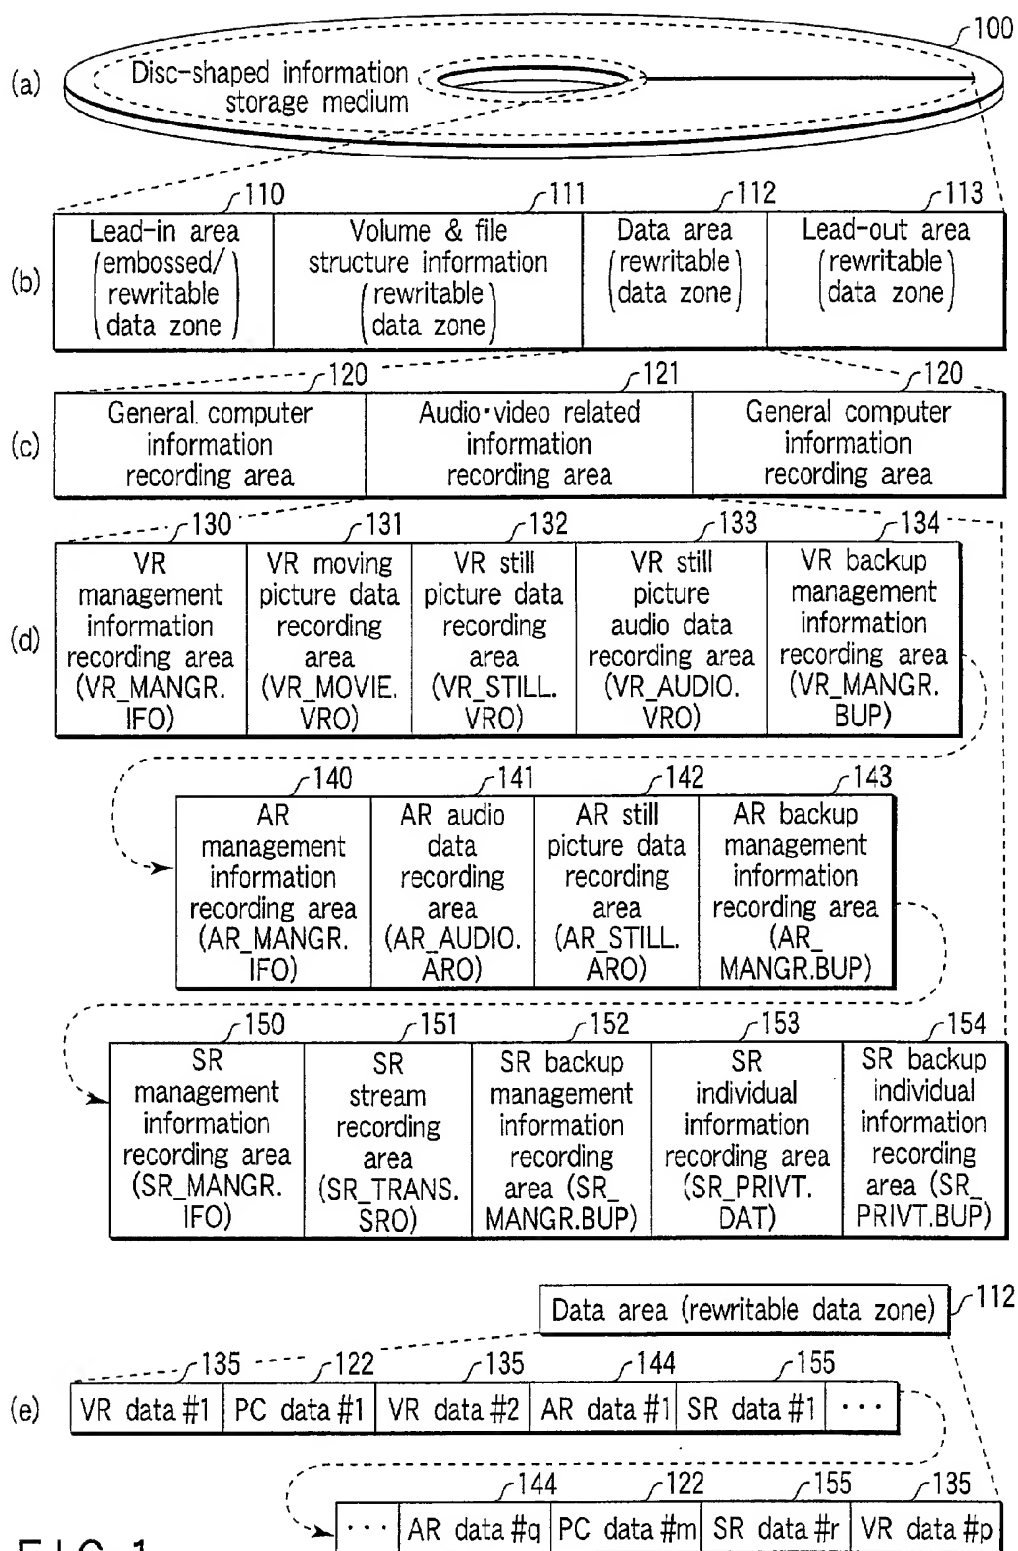 100
(a)
Disc-shaped information
storage medium
110
111
112
113
(b)
Lead-in area
(embossed/
rewritable
data zone)
Volume & file
structure information
(rewritable
data zone)
Data area
(rewritable
data zone)
Lead-out area
(rewritable
data zone)
120
121
120
(c)
General computer
information
recording area
Audio·video related
information
recording area
General computer
information
recording area
130
131
132
133
134
(d)
VR
management
information
recording area
(VR_MANGR.
IFO)
VR moving
picture data
recording
area
(VR_MOVIE.
VRO)
VR still
picture data
recording
area
(VR_STILL.
VRO)
VR still
picture
audio data
recording area
(VR_AUDIO.
VRO)
VR backup
management
information
recording area
(VR_MANGR.
BUP)
140
141
142
143
AR
management
information
recording area
(AR_MANGR.
IFO)
AR audio
data
recording
area
(AR_AUDIO.
ARO)
AR still
picture data
recording
area
(AR_STILL.
ARO)
AR backup
management
information
recording area
(AR_
MANGR.BUP)
150
151
152
153
154
SR
management
information
recording area
(SR_MANGR.
IFO)
SR
stream
recording
area
(SR_TRANS.
SRO)
SR backup
management
information
recording
area (SR_
MANGR.BUP)
SR
individual
information
recording area
(SR_PRIVT.
DAT)
SR backup
individual
information
recording
area (SR_
PRIVT.BUP)
Data area (rewritable data zone)
112
135
122
135
144
155
(e)
VR data #1
PC data #1
VR data #2
AR data #1
SR data #1
···
144
122
155
135
···
AR data #q
PC data #m
SR data #r
VR data #p
FIG. 1